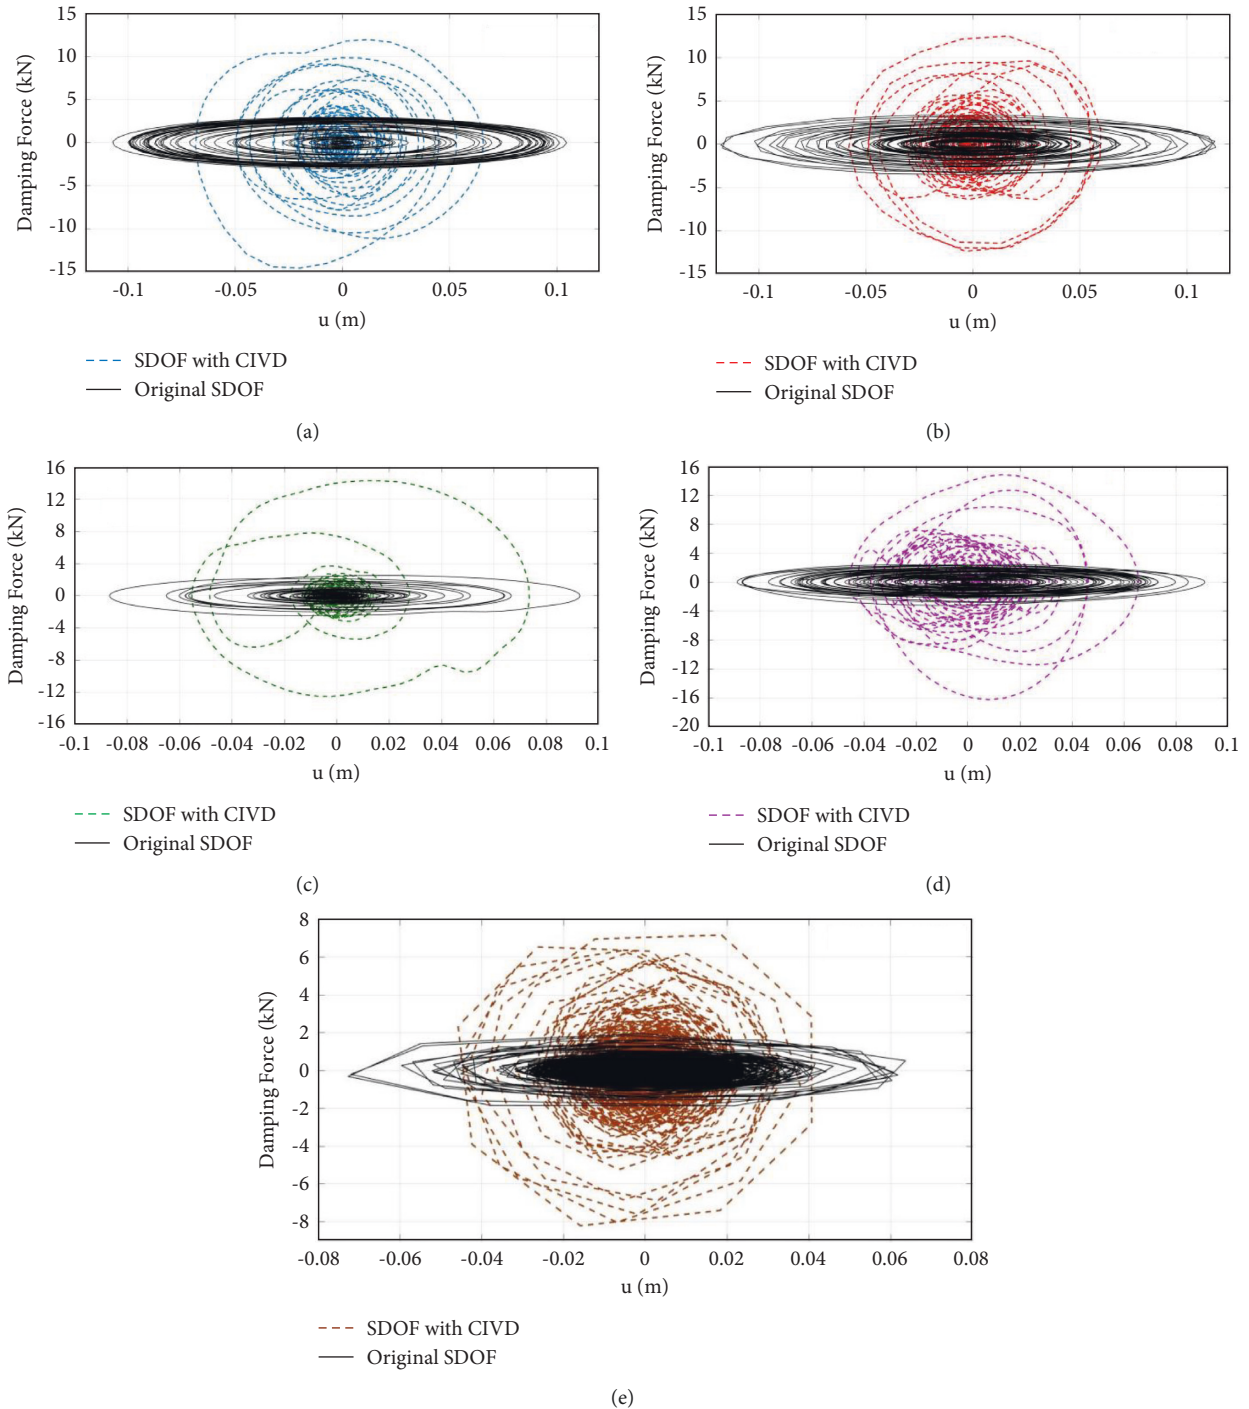 15
10
5
0
-5
-10
-15
Damping Force (kN)
-0.1 -0.05 0 0.05 0.1
u (m)
SDOF with CIVD
Original SDOF
(a)
15
10
5
0
-5
-10
-15
Damping Force (kN)
-0.1 -0.05 0 0.05 0.1
u (m)
SDOF with CIVD
Original SDOF
(b)
16
12
8
4
0
-4
-8
-12
-16
Damping Force (kN)
-0.1 -0.08 -0.06 -0.04 -0.02 0 0.02 0.04 0.06 0.08 0.1
u (m)
SDOF with CIVD
Original SDOF
(c)
16
12
8
4
0
-4
-8
-12
-16
-20
Damping Force (kN)
-0.1 -0.08 -0.06 -0.04 -0.02 0 0.02 0.04 0.06 0.08 0.1
u (m)
SDOF with CIVD
Original SDOF
(d)
8
6
4
2
0
-2
-4
-6
-8
Damping Force (kN)
-0.08 -0.06 -0.04 -0.02 0 0.02 0.04 0.06 0.08
u (m)
SDOF with CIVD
Original SDOF
(e)